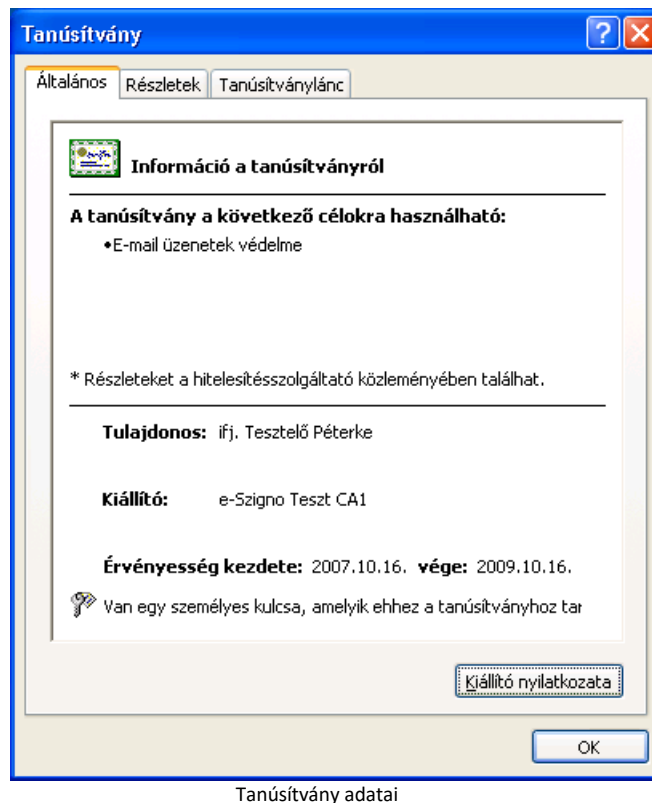 Tanúsítvány
Általános Részletek Tanúsítványlánc
Információ a tanúsítványról
A tanúsítvány a következő célokra használható:
•E-mail üzenetek védelme
* Részleteket a hitelesítésszolgáltató közleményében találhat.
Tulajdonos: ifj. Tesztelő Péterke
Kiállító: e-Szigno Teszt CA1
Érvényesség kezdete: 2007.10.16. vége: 2009.10.16.
Van egy személyes kulcsa, amelyik ehhez a tanúsítványhoz tar
Kiállító nyilatkozata
OK
Tanúsítvány adatai